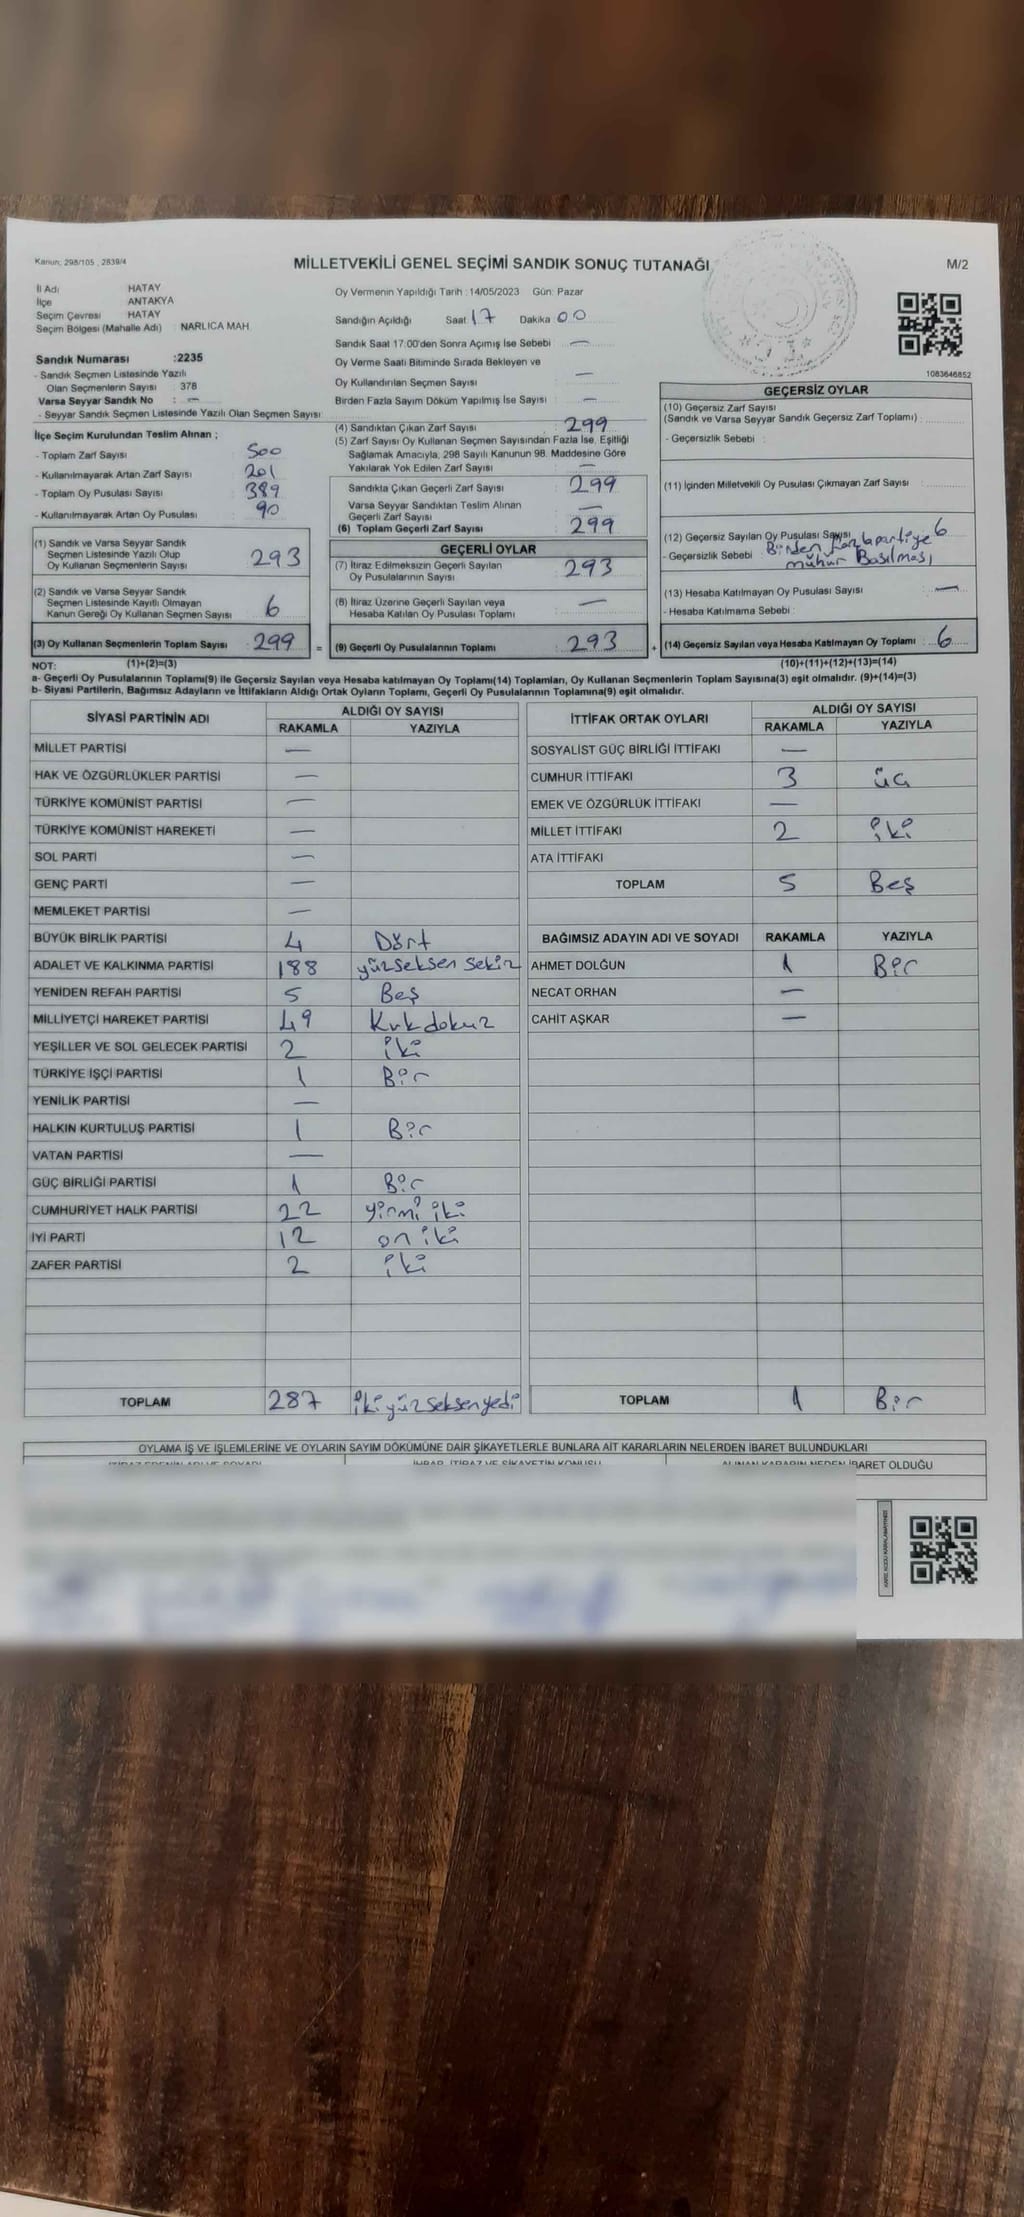 Kanun; 298/105 , 2839/4
MİLLETVEKİLİ GENEL SEÇİMİ SANDIK SONUÇ TUTANAĞI
M/2
İl Adı HATAY
İlçe ANTAKYA
Seçim Çevresi HATAY
Seçim Bölgesi (Mahalle Adı) : NARLICA MAH.
Oy Vermenin Yapıldığı Tarih : 14/05/2023 Gün: Pazar
Sandığın Açıldığı Saat 17 Dakika 00
Sandık Saat 17:00'den Sonra Açımış İse Sebebi —
Oy Verme Saati Bitiminde Sırada Bekleyen ve
Oy Kullandırılan Seçmen Sayısı —
Birden Fazla Sayım Döküm Yapılmış İse Sayısı —
1083646852
Sandık Numarası :2235
- Sandık Seçmen Listesinde Yazılı
Olan Seçmenlerin Sayısı : 378
Varsa Seyyar Sandık No : —
- Seyyar Sandık Seçmen Listesinde Yazılı Olan Seçmen Sayısı:
İlçe Seçim Kurulundan Teslim Alınan ;
- Toplam Zarf Sayısı 500
- Kullanılmayarak Artan Zarf Sayısı 201
- Toplam Oy Pusulası Sayısı 389
- Kullanılmayarak Artan Oy Pusulası 90
(1) Sandık ve Varsa Seyyar Sandık
Seçmen Listesinde Yazılı Olup
Oy Kullanan Seçmenlerin Sayısı 293
(2) Sandık ve Varsa Seyyar Sandık
Seçmen Listesinde Kayıtlı Olmayan
Kanun Gereği Oy Kullanan Seçmen Sayısı 6
(3) Oy Kullanan Seçmenlerin Toplam Sayısı 299 =
(1)+(2)=(3)
(4) Sandıktan Çıkan Zarf Sayısı 299
(5) Zarf Sayısı Oy Kullanan Seçmen Sayısından Fazla İse, Eşitliği
Sağlamak Amacıyla, 298 Sayılı Kanunun 98. Maddesine Göre
Yakılarak Yok Edilen Zarf Sayısı —
Sandıkta Çıkan Geçerli Zarf Sayısı 299
Varsa Seyyar Sandıktan Teslim Alınan
Geçerli Zarf Sayısı —
(6) Toplam Geçerli Zarf Sayısı 299
GEÇERLİ OYLAR
(7) İtiraz Edilmeksizin Geçerli Sayılan
Oy Pusulalarının Sayısı 293
(8) İtiraz Üzerine Geçerli Sayılan veya
Hesaba Katılan Oy Pusulası Toplamı —
(9) Geçerli Oy Pusulalarının Toplamı 293 +
GEÇERSİZ OYLAR
(10) Geçersiz Zarf Sayısı
(Sandık ve Varsa Seyyar Sandık Geçersiz Zarf Toplamı) :
- Geçersizlik Sebebi :
(11) İçinden Milletvekili Oy Pusulası Çıkmayan Zarf Sayısı
(12) Geçersiz Sayılan Oy Pusulası Sayısı 6
- Geçersizlik Sebebi : Birden fazla partiye
mühür Basılması
(13) Hesaba Katılmayan Oy Pusulası Sayısı —
- Hesaba Katılmama Sebebi :
(14) Geçersiz Sayılan veya Hesaba Katılmayan Oy Toplamı 6
(10)+(11)+(12)+(13)=(14)
NOT:
a- Geçerli Oy Pusulalarının Toplamı(9) ile Geçersiz Sayılan veya Hesaba katılmayan Oy Toplamı(14) Toplamları, Oy Kullanan Seçmenlerin Toplam Sayısına(3) eşit olmalıdır. (9)+(14)=(3)
b- Siyasi Partilerin, Bağımsız Adayların ve İttifakların Aldığı Ortak Oyların Toplamı, Geçerli Oy Pusulalarının Toplamına(9) eşit olmalıdır.
SİYASİ PARTİNİN ADI ALDIĞI OY SAYISI
RAKAMLA YAZIYLA
MİLLET PARTİSİ —
HAK VE ÖZGÜRLÜKLER PARTİSİ —
TÜRKİYE KOMÜNİST PARTİSİ —
TÜRKİYE KOMÜNİST HAREKETİ —
SOL PARTİ —
GENÇ PARTİ —
MEMLEKET PARTİSİ —
BÜYÜK BİRLİK PARTİSİ 4 Dört
ADALET VE KALKINMA PARTİSİ 188 yüzseksen sekiz
YENİDEN REFAH PARTİSİ 5 Beş
MİLLİYETÇİ HAREKET PARTİSİ 49 Kırkdokuz
YEŞİLLER VE SOL GELECEK PARTİSİ 2 iki
TÜRKİYE İŞÇİ PARTİSİ 1 Bir
YENİLİK PARTİSİ —
HALKIN KURTULUŞ PARTİSİ 1 Bir
VATAN PARTİSİ —
GÜÇ BİRLİĞİ PARTİSİ 1 Bir
CUMHURİYET HALK PARTİSİ 22 yirmi iki
İYİ PARTİ 12 on iki
ZAFER PARTİSİ 2 iki
TOPLAM 287 ikiyüz seksen yedi
İTTİFAK ORTAK OYLARI ALDIĞI OY SAYISI
RAKAMLA YAZIYLA
SOSYALİST GÜÇ BİRLİĞİ İTTİFAKI —
CUMHUR İTTİFAKI 3 üç
EMEK VE ÖZGÜRLÜK İTTİFAKI —
MİLLET İTTİFAKI 2 iki
ATA İTTİFAKI
TOPLAM 5 Beş
BAĞIMSIZ ADAYIN ADI VE SOYADI RAKAMLA YAZIYLA
AHMET DOLĞUN 1 Bir
NECAT ORHAN —
CAHİT AŞKAR —
TOPLAM 1 Bir
OYLAMA İŞ VE İŞLEMLERİNE VE OYLARIN SAYIM DÖKÜMÜNE DAİR ŞİKAYETLERLE BUNLARA AİT KARARLARIN NELERDEN İBARET BULUNDUKLARI
İHBAR, İTİRAZ VE ŞİKAYETİN KONUSU
ALINAN KARARIN NEDEN İBARET OLDUĞU